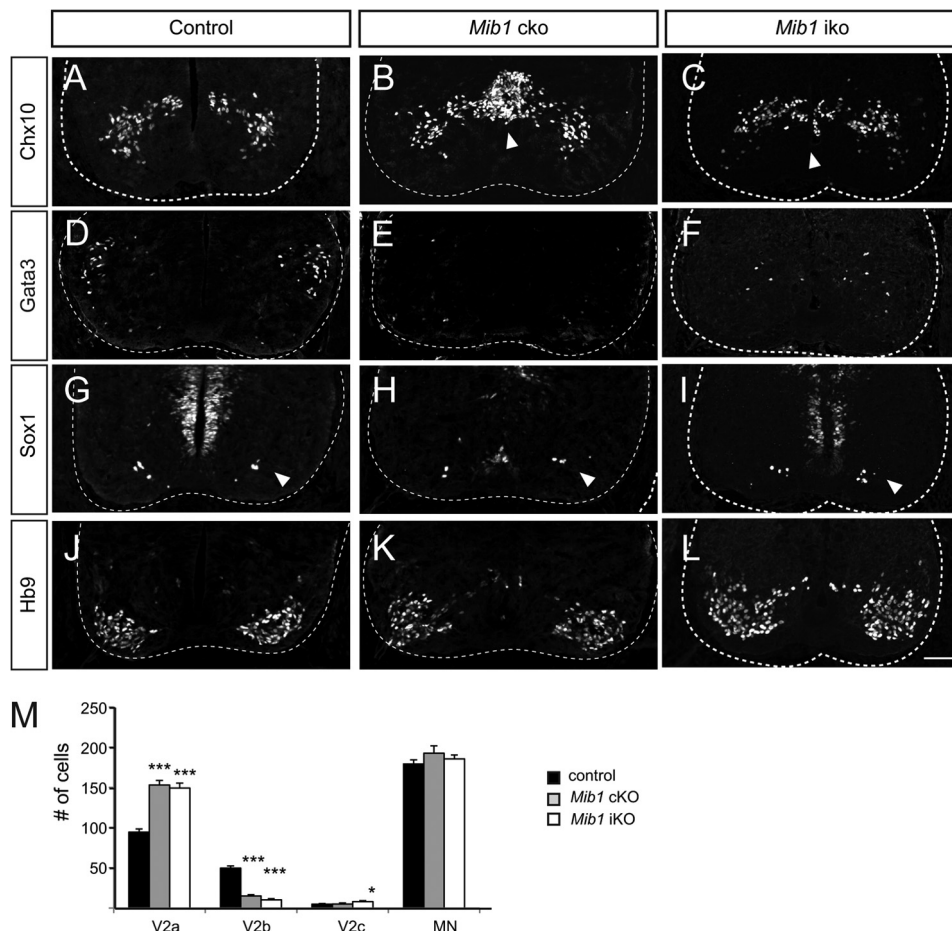 Control
Mib1 cko
Mib1 iko
Chx10
A
B
C
Gata3
D
E
F
Sox1
G
H
I
Hb9
J
K
L
M
# of cells
250
200
150
100
50
***
***
***
***
*
V2a
V2b
V2c
MN
control
Mib1 cKO
Mib1 iKO